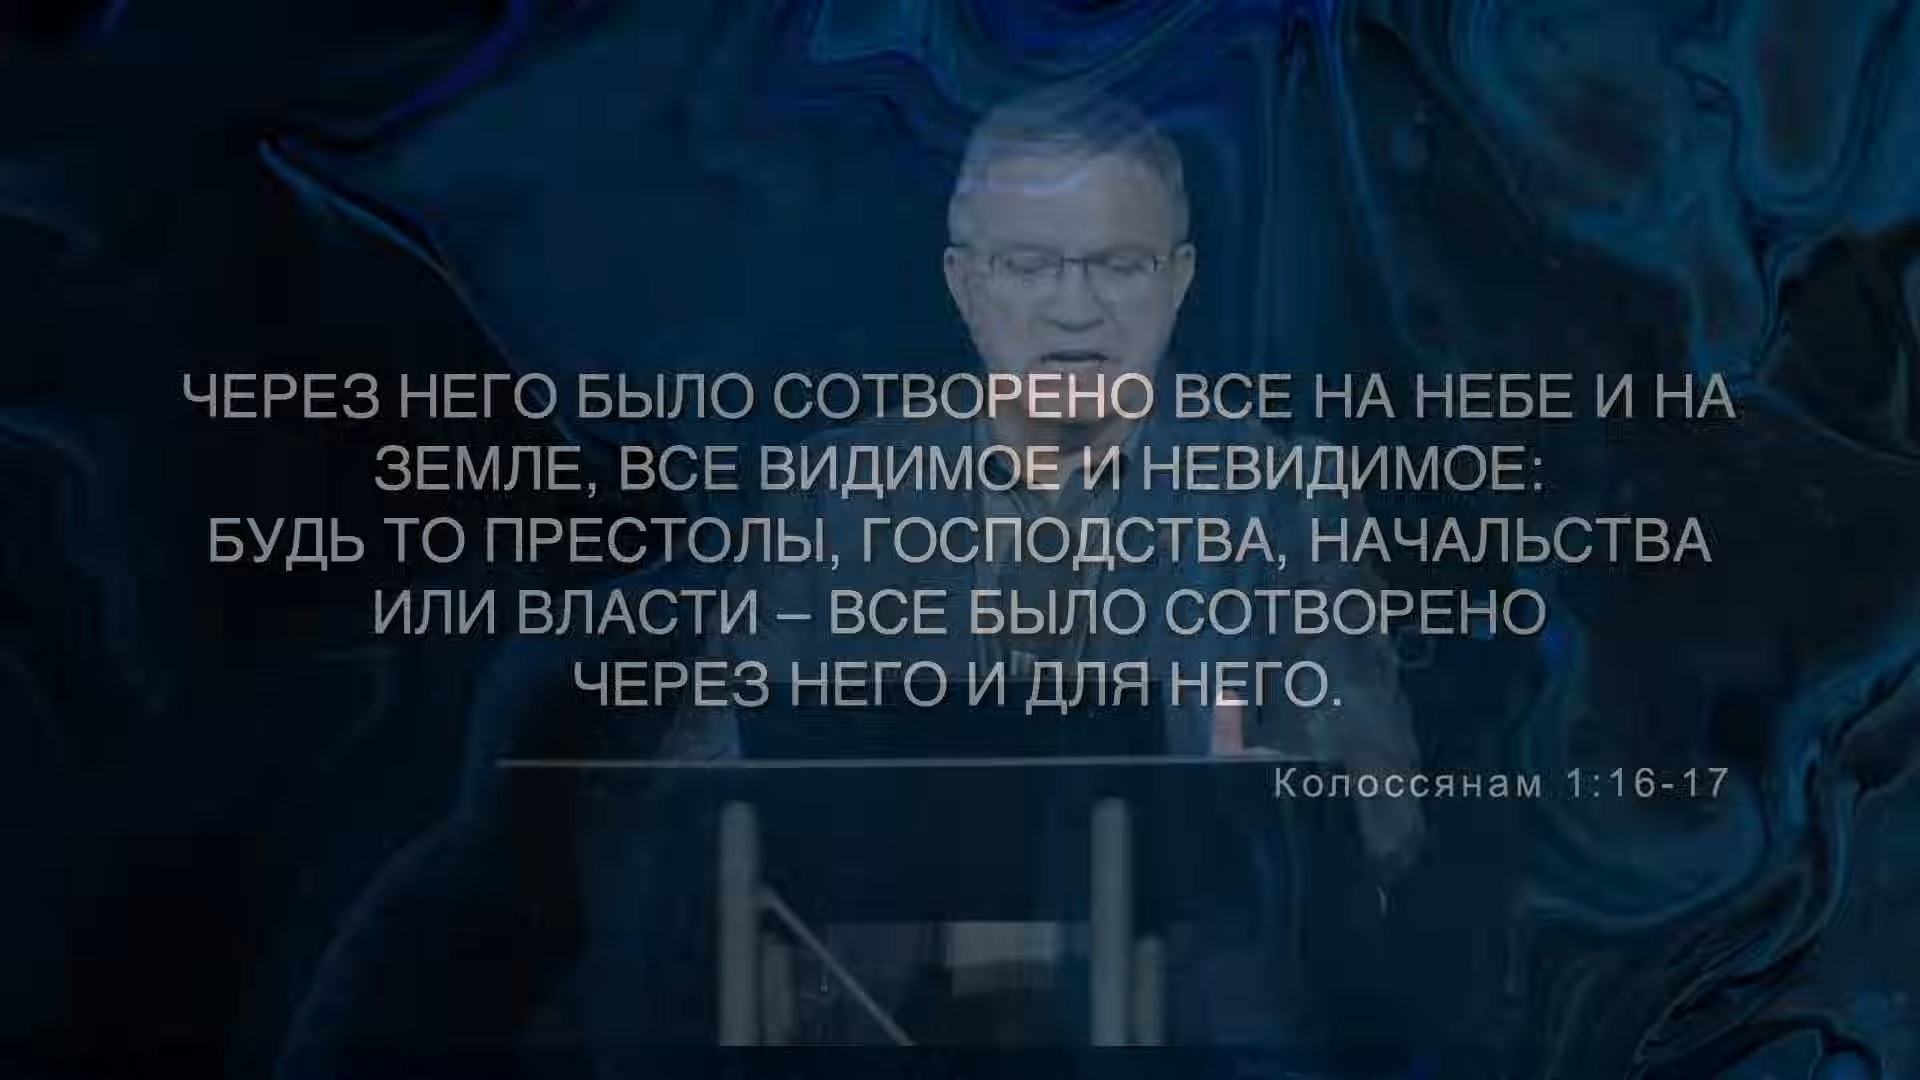 ЧЕРЕЗ НЕГО БЫЛО СОТВОРЕНО ВСЕ НА НЕБЕ И НА
ЗЕМЛЕ, ВСЕ ВИДИМОЕ И НЕВИДИМОЕ:
БУДЬ ТО ПРЕСТОЛЫ, ГОСПОДСТВА, НАЧАЛЬСТВА
ИЛИ ВЛАСТИ – ВСЕ БЫЛО СОТВОРЕНО
ЧЕРЕЗ НЕГО И ДЛЯ НЕГО.
Колоссянам 1:16-17